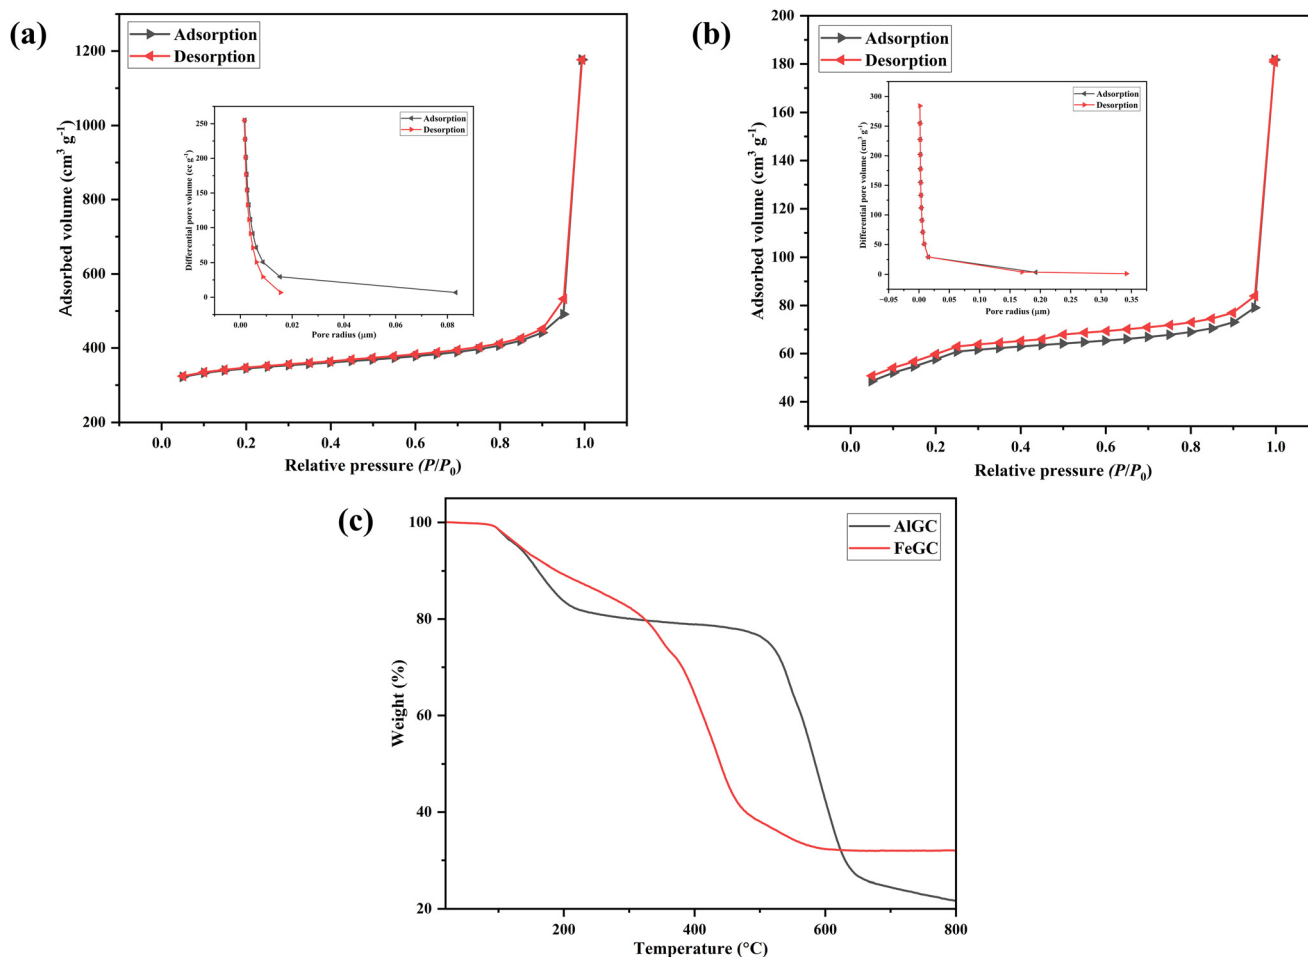 (a)
Adsorption
Desorption
1200
1000
800
600
400
200
0.0 0.2 0.4 0.6 0.8 1.0
Adsorbed volume (cm³ g⁻¹)
Relative pressure (P/P₀)
Adsorption
Desorption
250
200
150
100
50
0
0.00 0.02 0.04 0.06 0.08
Differential pore volume (cc g⁻¹)
Pore radius (μm)
(b)
Adsorption
Desorption
200
180
160
140
120
100
80
60
40
0.0 0.2 0.4 0.6 0.8 1.0
Adsorbed volume (cm³ g⁻¹)
Relative pressure (P/P₀)
Adsorption
Desorption
300
250
200
150
100
50
0
−0.05 0.00 0.05 0.10 0.15 0.20 0.25 0.30 0.35
Differential pore volume (cm³ g⁻¹)
Pore radius (μm)
(c)
AlGC
FeGC
100
80
60
40
20
200 400 600 800
Weight (%)
Temperature (°C)